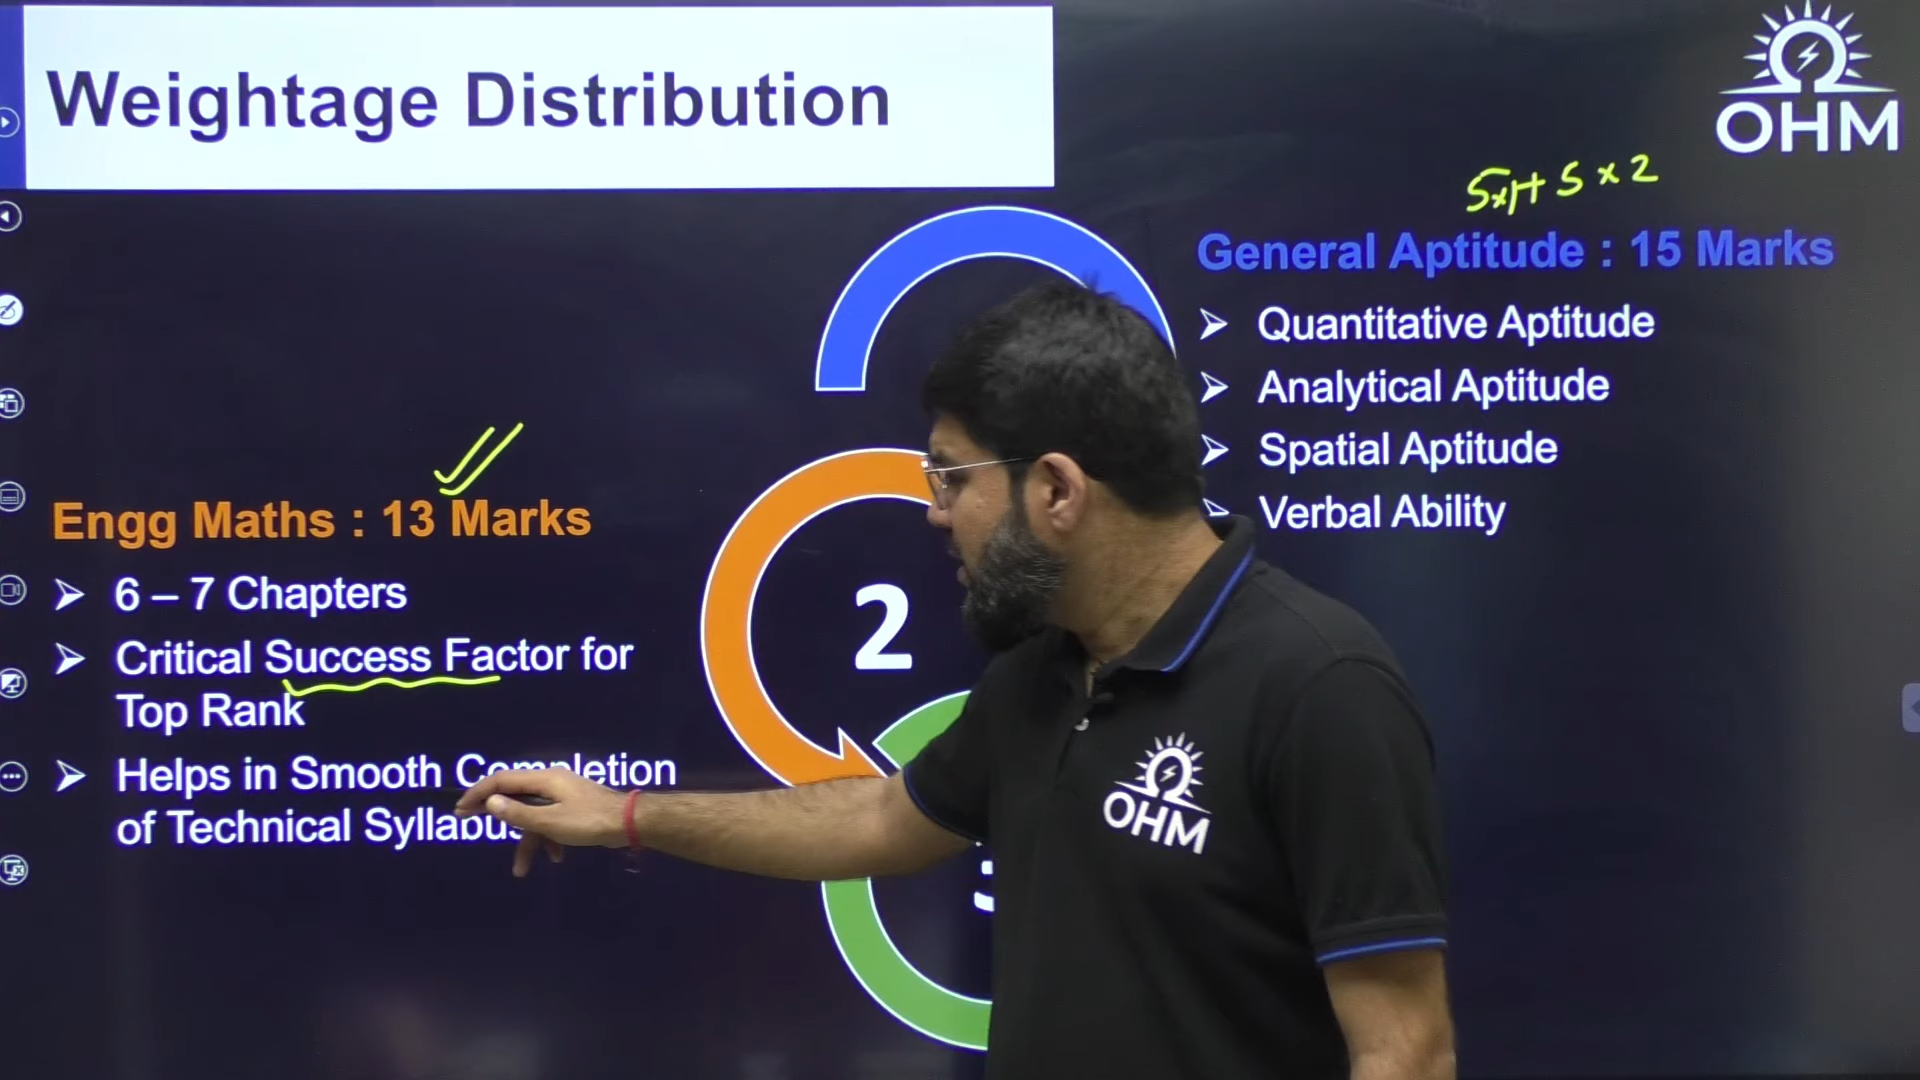 Weightage Distribution
OHM
5x1+ 5 x 2
General Aptitude : 15 Marks
Quantitative Aptitude
Analytical Aptitude
Spatial Aptitude
Verbal Ability
Engg Maths : 13 Marks
6 – 7 Chapters
Critical Success Factor for
Top Rank
Helps in Smooth Completion
of Technical Syllabus
2
OHM